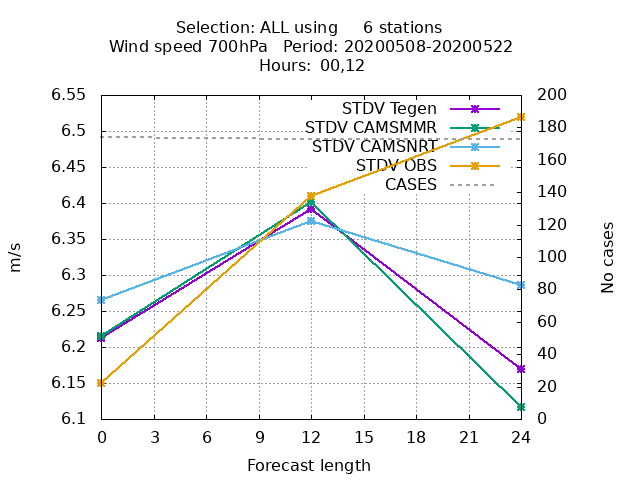 Selection: ALL using     6 stations
Wind speed 700hPa   Period: 20200508-20200522
Hours: 00,12
6.55
6.5
6.45
6.4
6.35
6.3
6.25
6.2
6.15
6.1
200
180
160
140
120
100
80
60
40
20
0
STDV Tegen
STDV CAMSMMR
STDV CAMSNRT
STDV OBS
CASES
m/s
No cases
0 3 6 9 12 15 18 21 24
Forecast length